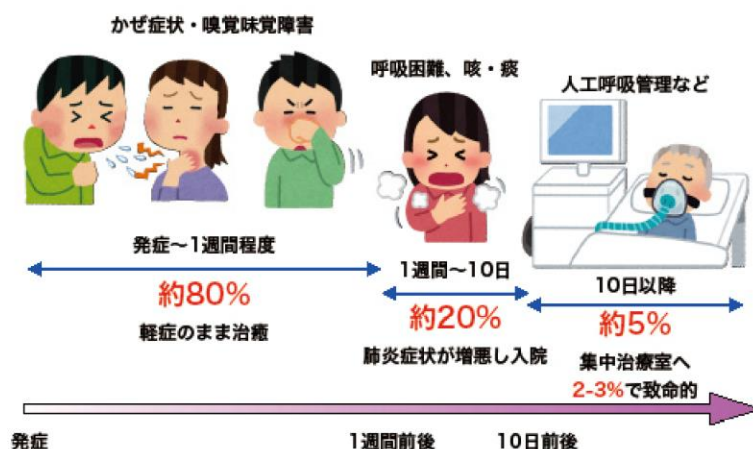 かぜ症状・嗅覚味覚障害
呼吸困難、咳・痰
人工呼吸管理など
発症～1週間程度
約80%
軽症のまま治癒
1週間～10日
約20%
肺炎症状が増悪し入院
10日以降
約5%
集中治療室へ
2-3%で致命的
発症
1週間前後
10日前後